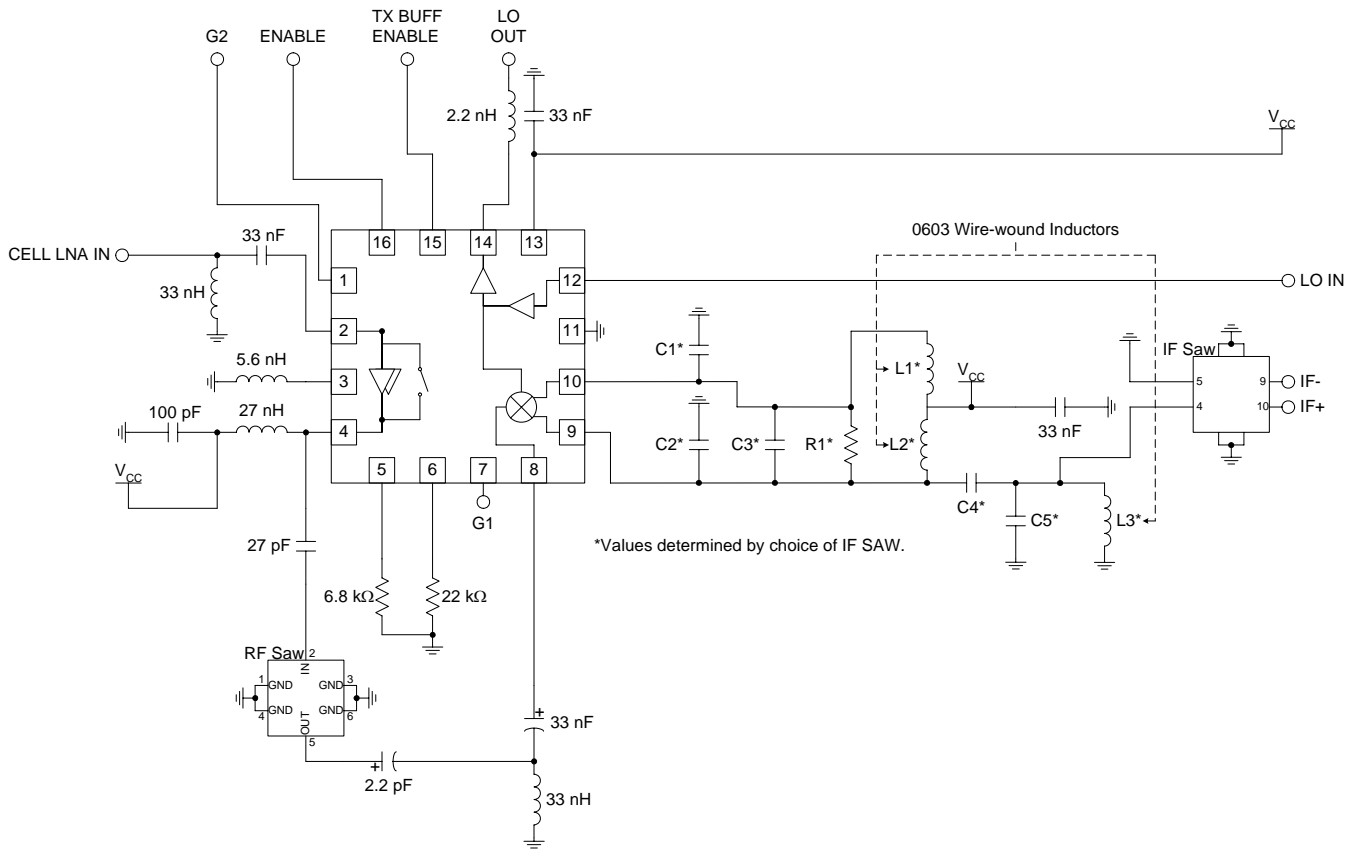 G2
ENABLE
TX BUFF
ENABLE
LO
OUT
2.2 nH
33 nF
V_CC
CELL LNA IN
33 nF
33 nH
16
15
14
13
1
2
3
4
12
11
10
9
5
6
7
8
0603 Wire-wound Inductors
LO IN
5.6 nH
100 pF
27 nH
V_CC
C1*
C2*
C3*
R1*
L1*
L2*
V_CC
33 nF
C4*
C5*
L3*
IF Saw
5
4
9
10
IF-
IF+
G1
*Values determined by choice of IF SAW.
27 pF
6.8 kΩ
22 kΩ
RF Saw
2
IN
1
GND
GND
3
4
GND
GND
6
OUT
5
+
33 nF
+
2.2 pF
33 nH